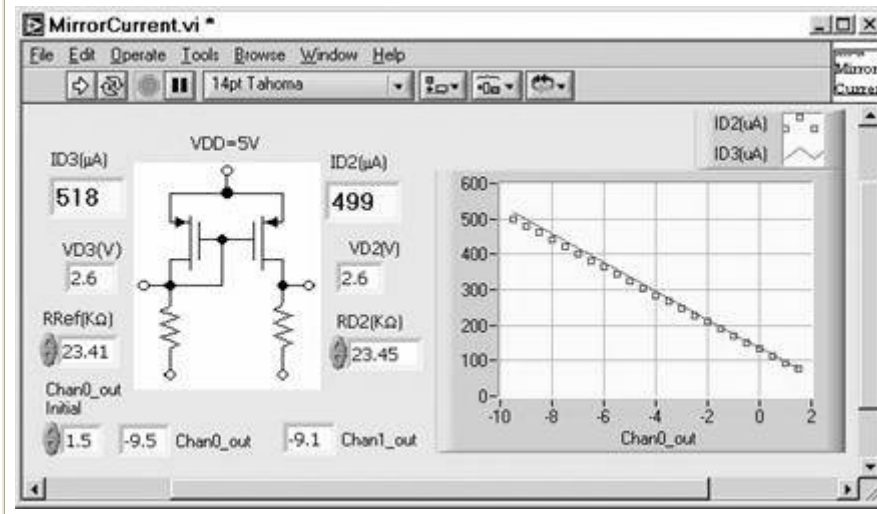 MirrorCurrent.vi *
File Edit Operate Tools Browse Window Help
14pt Tahoma
Mirror
Curren
VDD=5V
ID3(µA)
518
ID2(µA)
499
VD3(V)
2.6
VD2(V)
2.6
RRef(KΩ)
23.41
RD2(KΩ)
23.45
Chan0_out
Initial
1.5
-9.5 Chan0_out
-9.1 Chan1_out
ID2(uA)
ID3(uA)
600
500
400
300
200
100
0
-10 -8 -6 -4 -2 0 2
Chan0_out